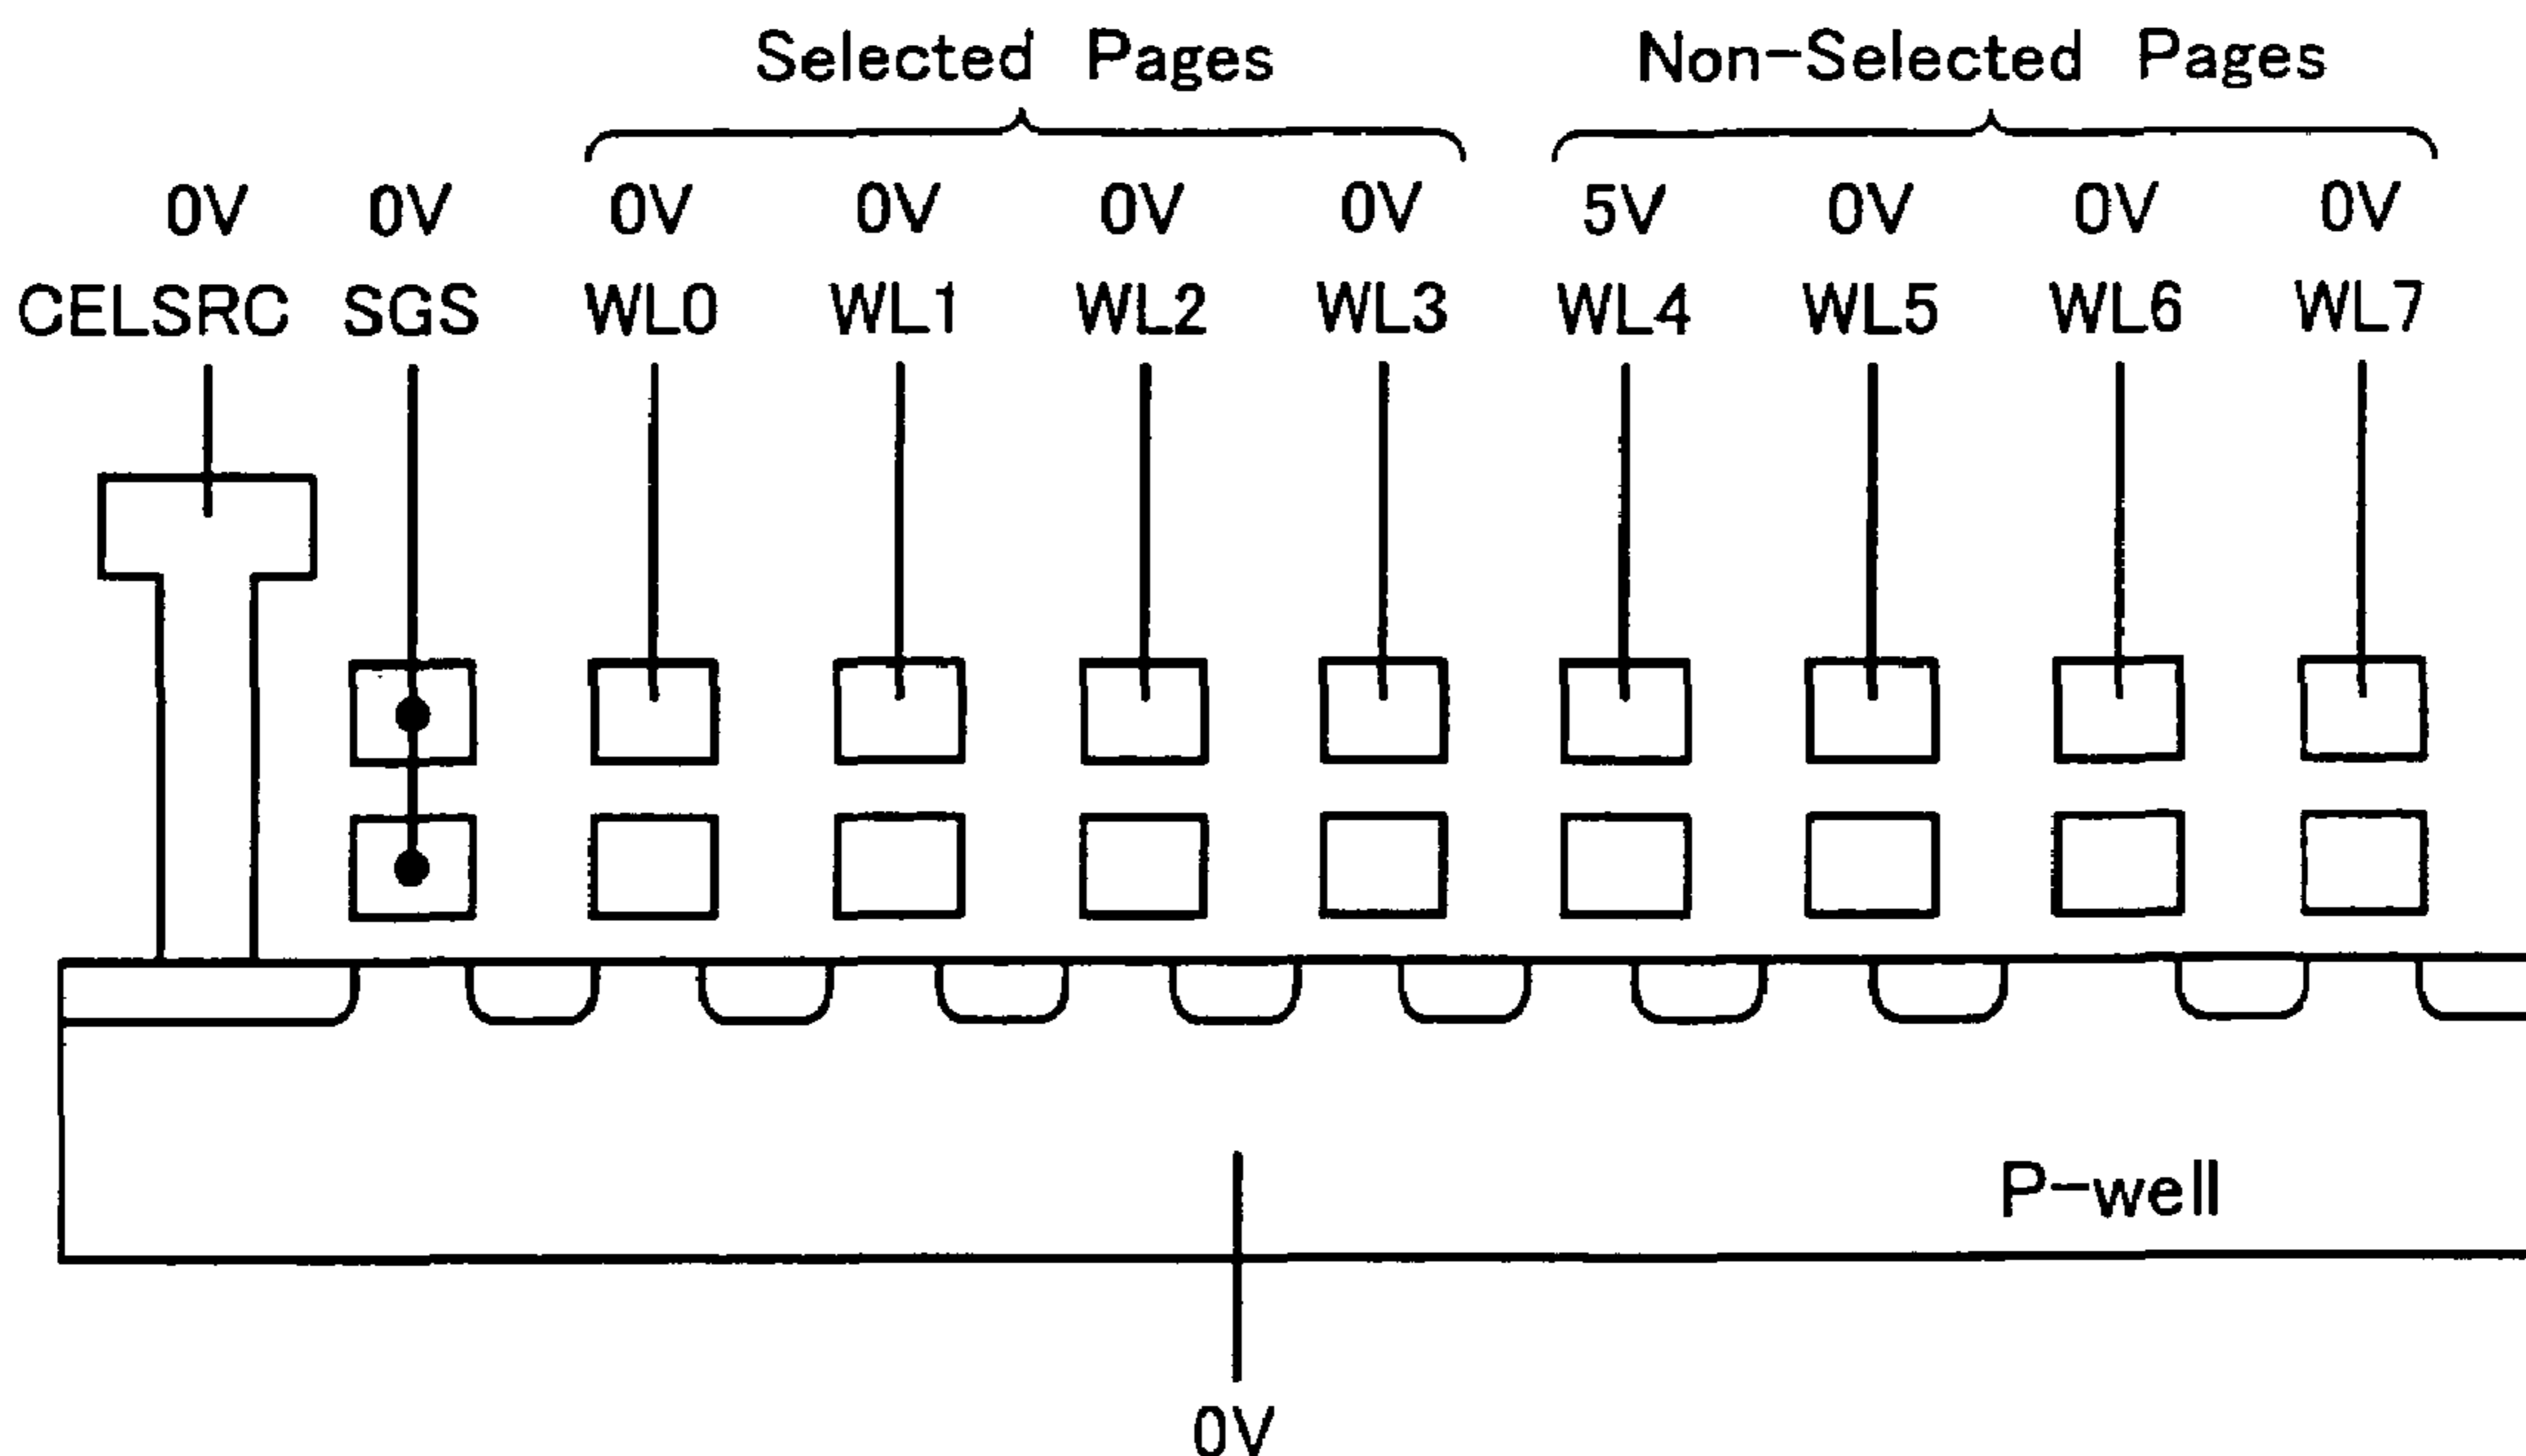 Selected Pages Non-Selected Pages
0V 0V 0V 0V 0V 0V 5V 0V 0V 0V
CELSRC SGS WL0 WL1 WL2 WL3 WL4 WL5 WL6 WL7
P-well
0V